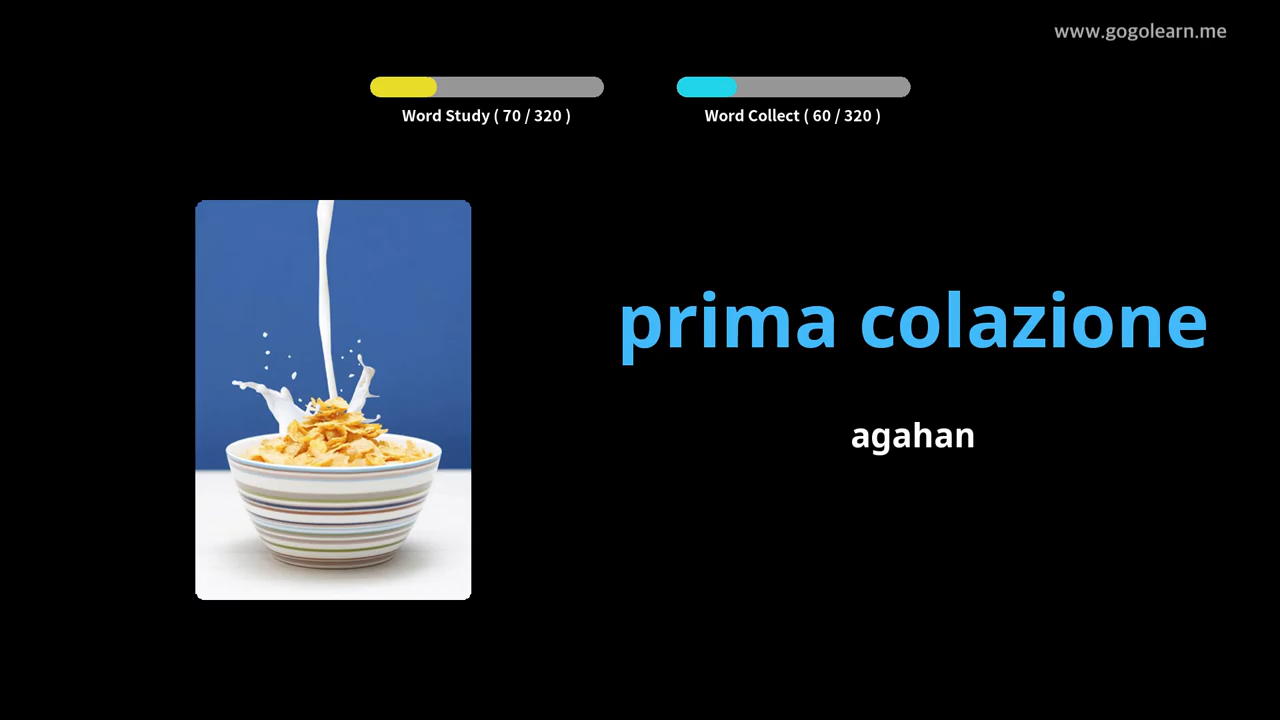 www.gogolearn.me
Word Study ( 70 / 320 )
Word Collect ( 60 / 320 )
prima colazione
agahan